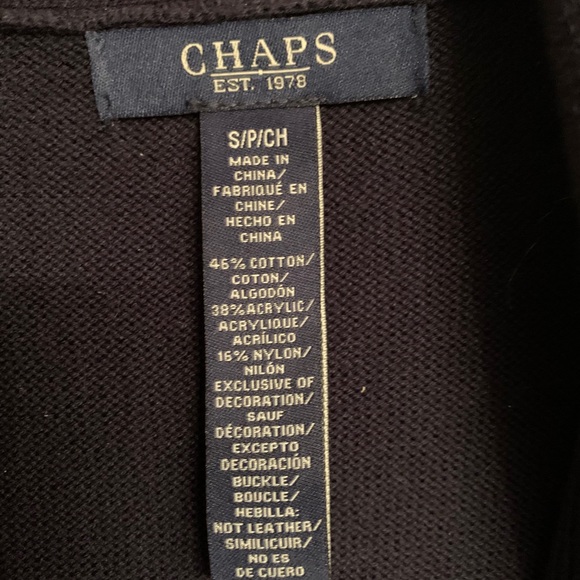 CHAPS
EST. 1978
S/P/CH
MADE IN
CHINA/
FABRIQUÉ EN
CHINE/
HECHO EN
CHINA
46% COTTON/
COTON/
ALGODÓN
38% ACRYLIC/
ACRYLIQUE/
ACRÍLICO
16% NYLON/
NILÓN
EXCLUSIVE OF
DECORATION/
SAUF
DÉCORATION/
EXCEPTO
DECORACIÓN
BUCKLE/
BOUCLE/
HEBILLA:
NOT LEATHER/
SIMILICUIR/
NO ES
DE CUERO